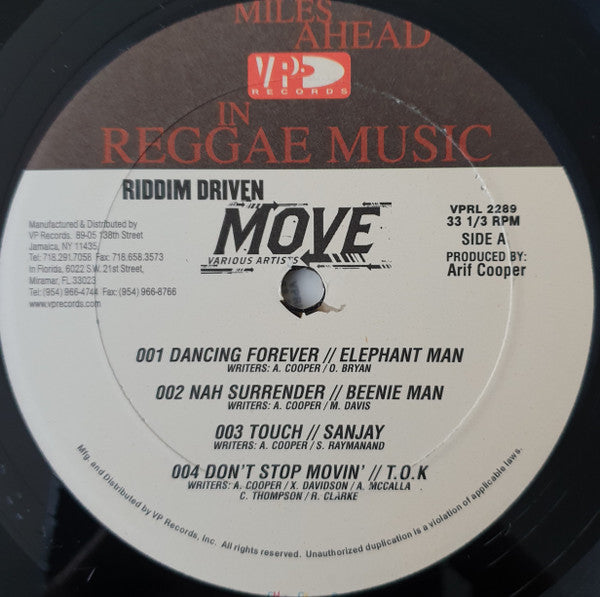 MILES
AHEAD
VP
RECORDS
IN
REGGAE MUSIC
RIDDIM DRIVEN
MOVE
VARIOUS ARTISTS
VPRL 2289
33 1/3 RPM
SIDE A
PRODUCED BY:
Arif Cooper
Manufactured & Distributed by
VP Records, 89-05 138th Street
Jamaica, NY 11435,
Tel: 718.291.7058 Fax: 718.658.3573
In Florida, 6022 S.W. 21st Street,
Miramar, FL.33023
Tel: (954) 966-4744 Fax: (954) 966-8766
www.vprecords.com
001 DANCING FOREVER // ELEPHANT MAN
WRITERS: A. COOPER / O. BRYAN
002 NAH SURRENDER // BEENIE MAN
WRITERS: A. COOPER / M. DAVIS
003 TOUCH // SANJAY
WRITERS: A. COOPER / S. RAYMANAND
004 DON'T STOP MOVIN' // T.O.K
WRITERS: A. COOPER / X. DAVIDSON / A. MCCALLA
C. THOMPSON / R. CLARKE
Mfg. and Distributed by VP Records, Inc. All rights reserved. Unauthorized duplication is a violation of applicable laws.